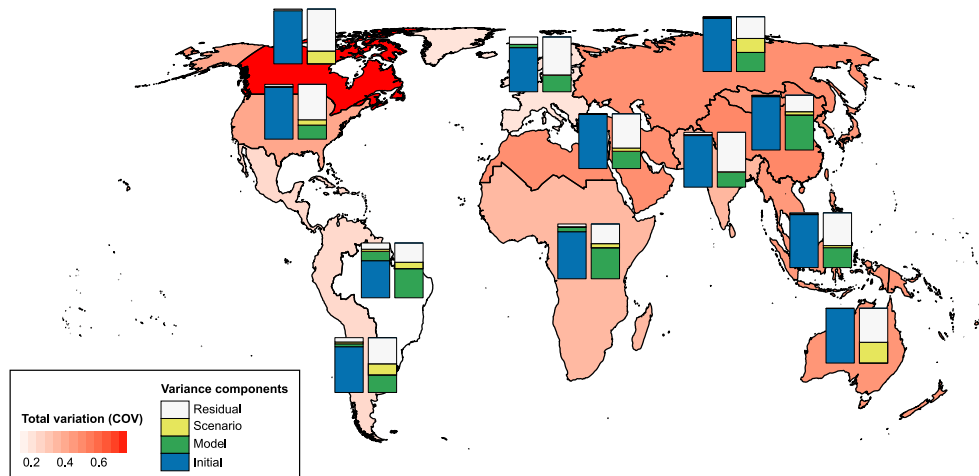 Total variation (COV)
0.2 0.4 0.6
Variance components
Residual
Scenario
Model
Initial